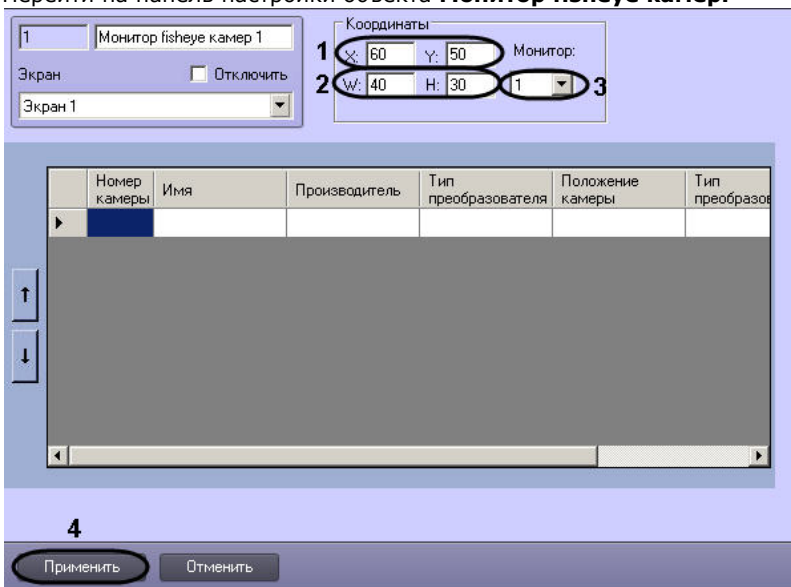 Перейти на панель настройки объекта Монитор fisheye камер.
1 Монитор fisheye камер 1
Экран Отключить
Экран 1
Координаты
1 X: 60 Y: 50 Монитор:
2 W: 40 H: 30 1 3
Номер камеры Имя Производитель Тип преобразователя Положение камеры Тип преобразов
4
Применить Отменить